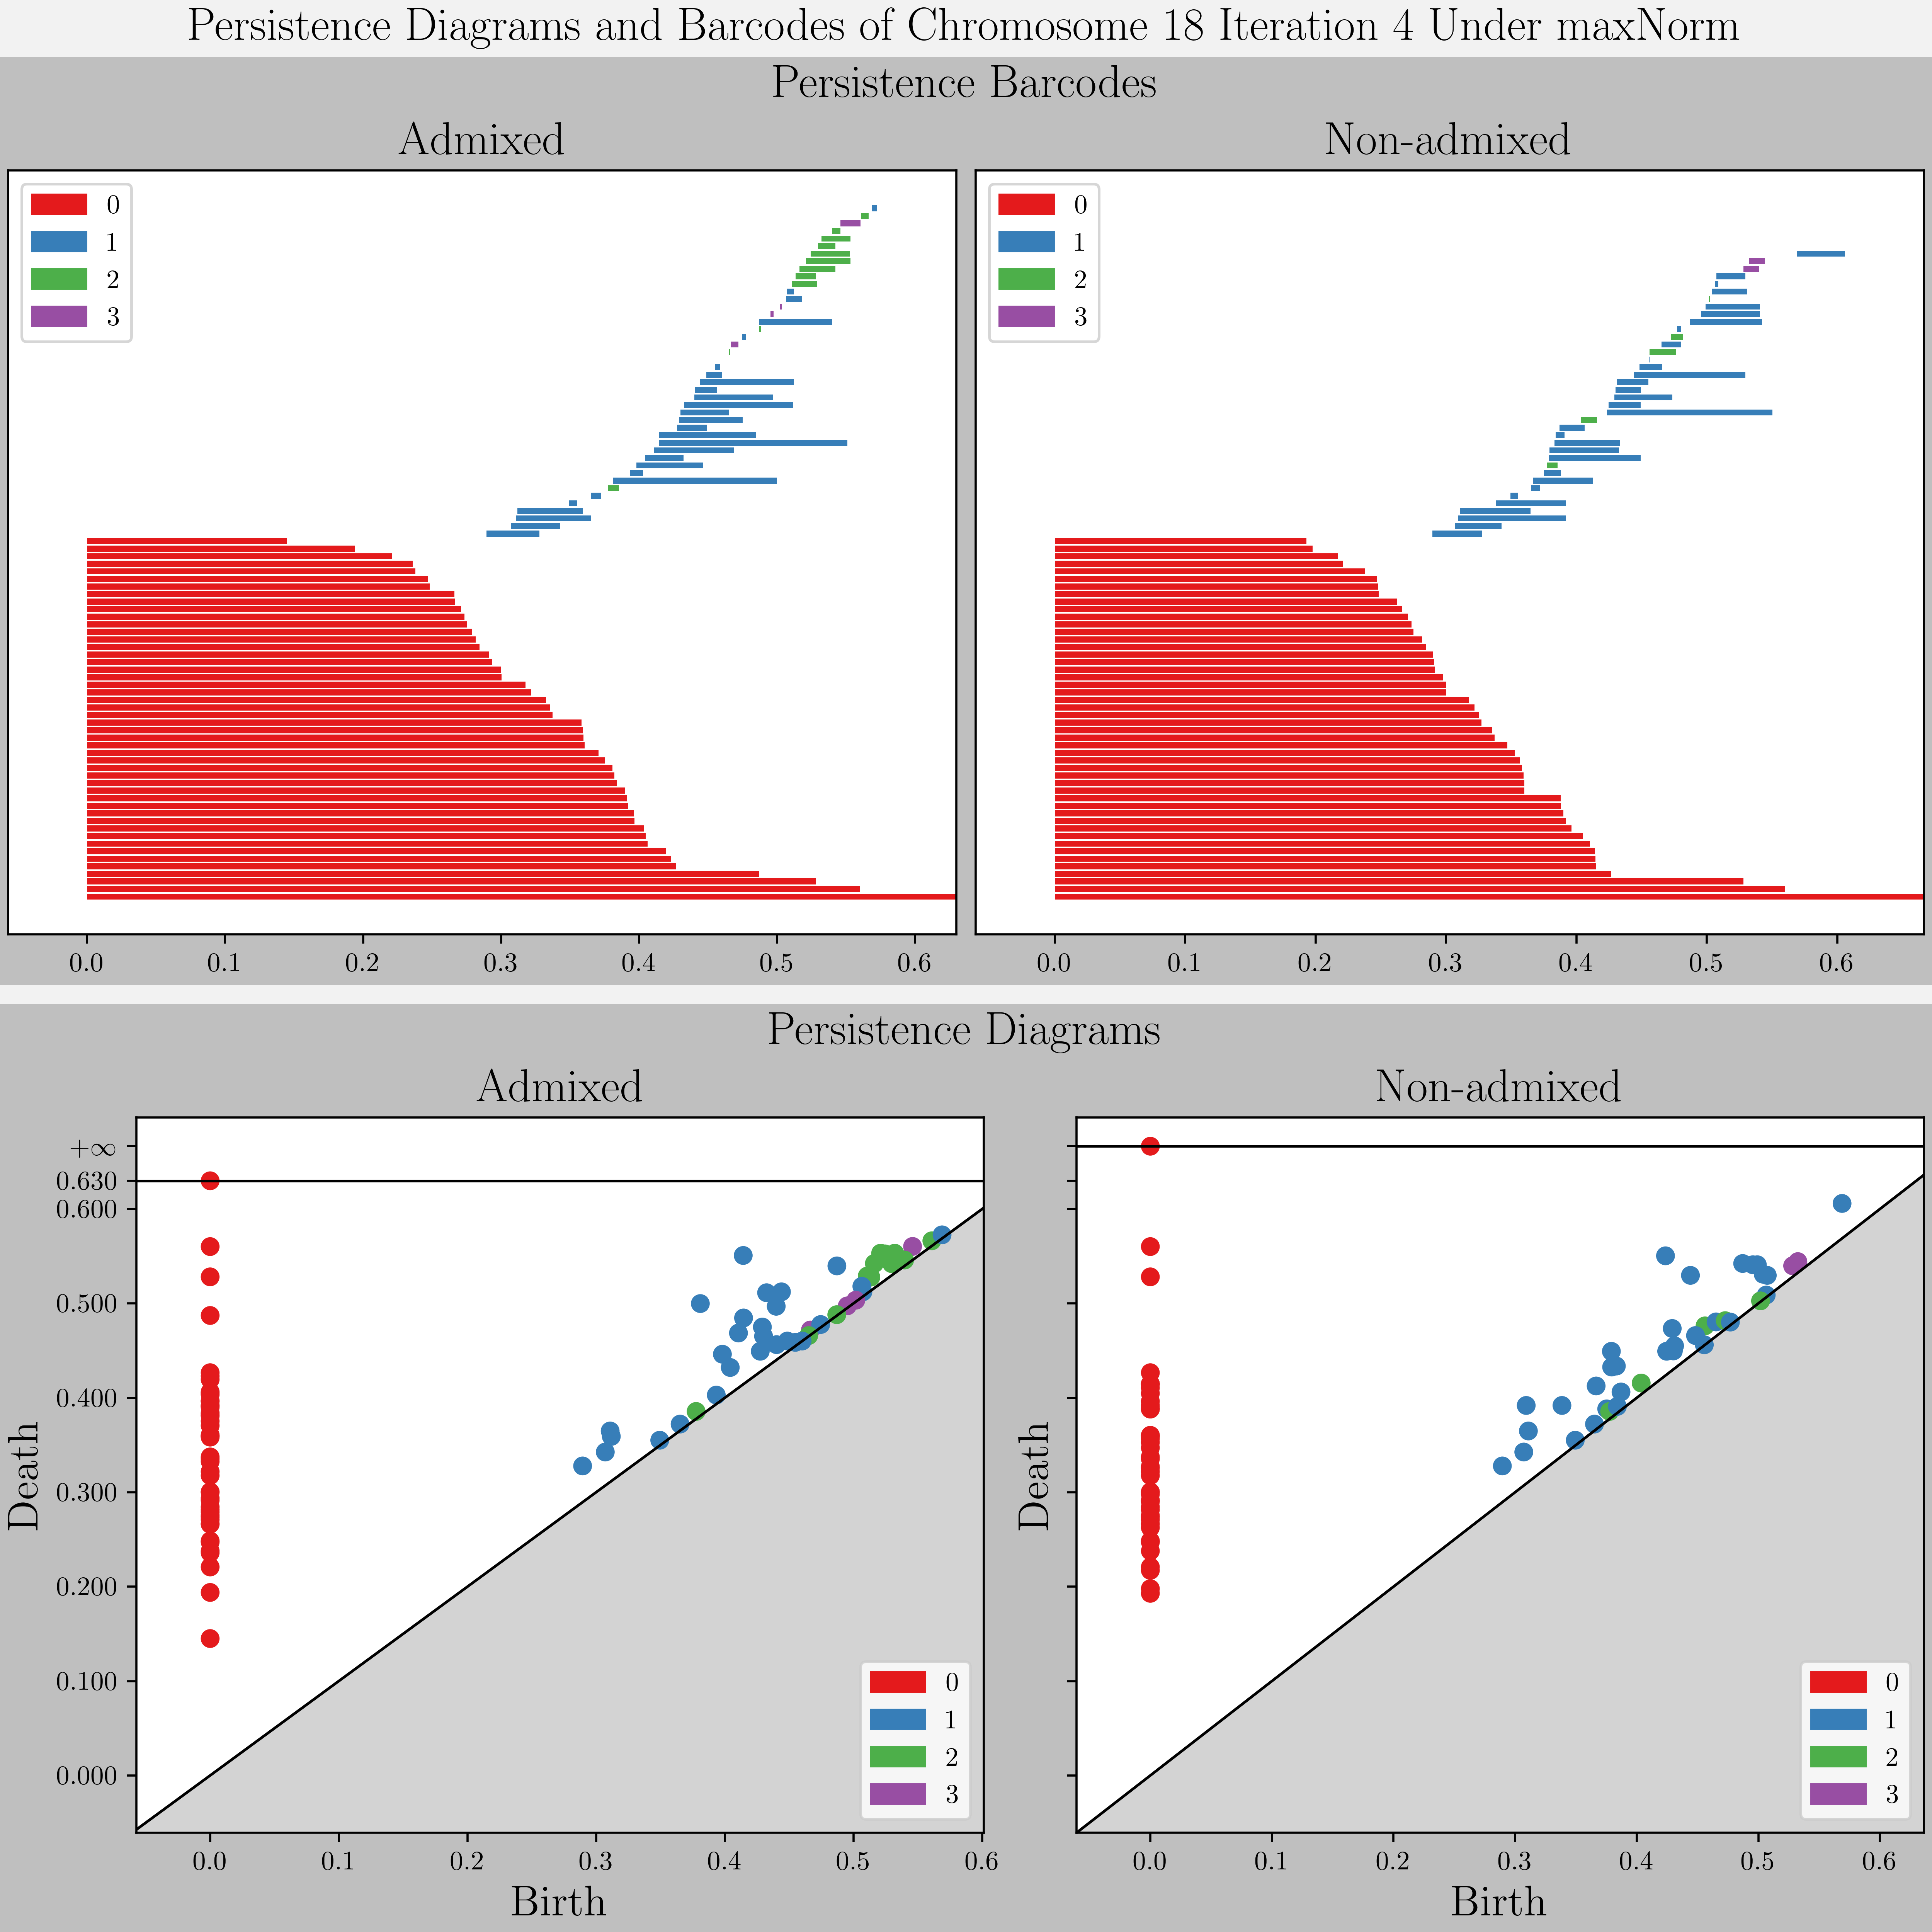 Persistence Diagrams and Barcodes of Chromosome 18 Iteration 4 Under maxNorm
Persistence Barcodes
Admixed
Non-admixed
0
1
2
3
0
1
2
3
0.0 0.1 0.2 0.3 0.4 0.5 0.6
0.0 0.1 0.2 0.3 0.4 0.5 0.6
Persistence Diagrams
Admixed
Non-admixed
+∞
0.630
0.600
0.500
0.400
0.300
0.200
0.100
0.000
Death
Death
0
1
2
3
0
1
2
3
0.0 0.1 0.2 0.3 0.4 0.5 0.6
0.0 0.1 0.2 0.3 0.4 0.5 0.6
Birth
Birth